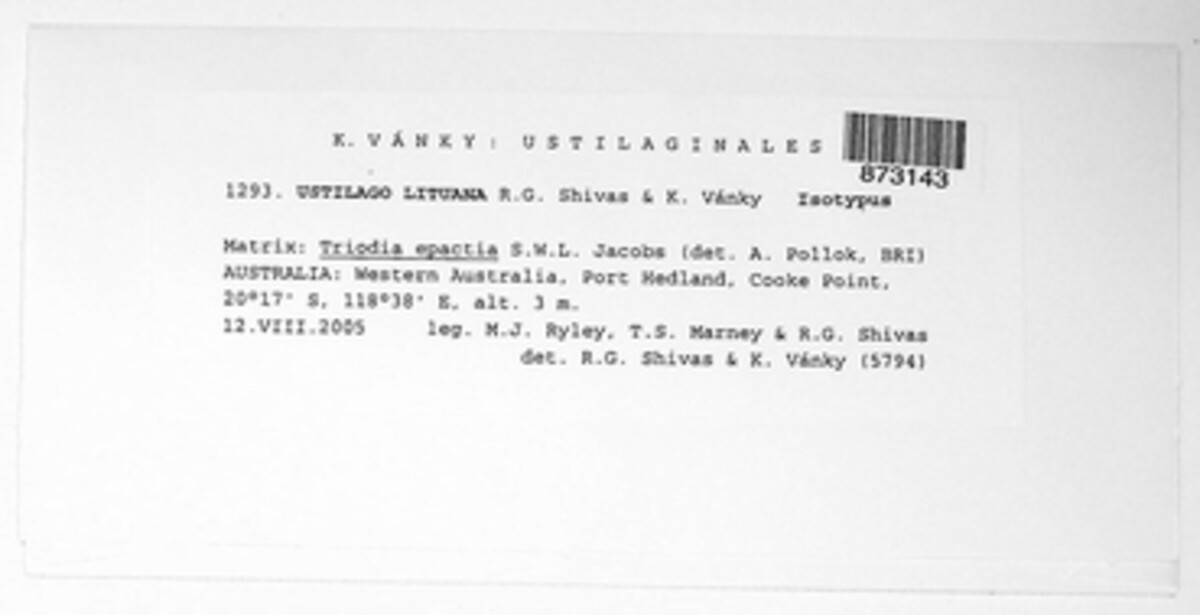 K. VÁNKY: USTILAGINALES
873143
1293. USTILAGO LITUANA R.G. Shivas & K. Vánky Isotypus
Matrix: Triodia epactia S.W.L. Jacobs (det. A. Pollok, BRI)
AUSTRALIA: Western Australia, Port Hedland, Cooke Point,
20°17' S, 118°38' E, alt. 3 m.
12.VIII.2005 leg. M.J. Ryley, T.S. Marney & R.G. Shivas
det. R.G. Shivas & K. Vánky (5794)